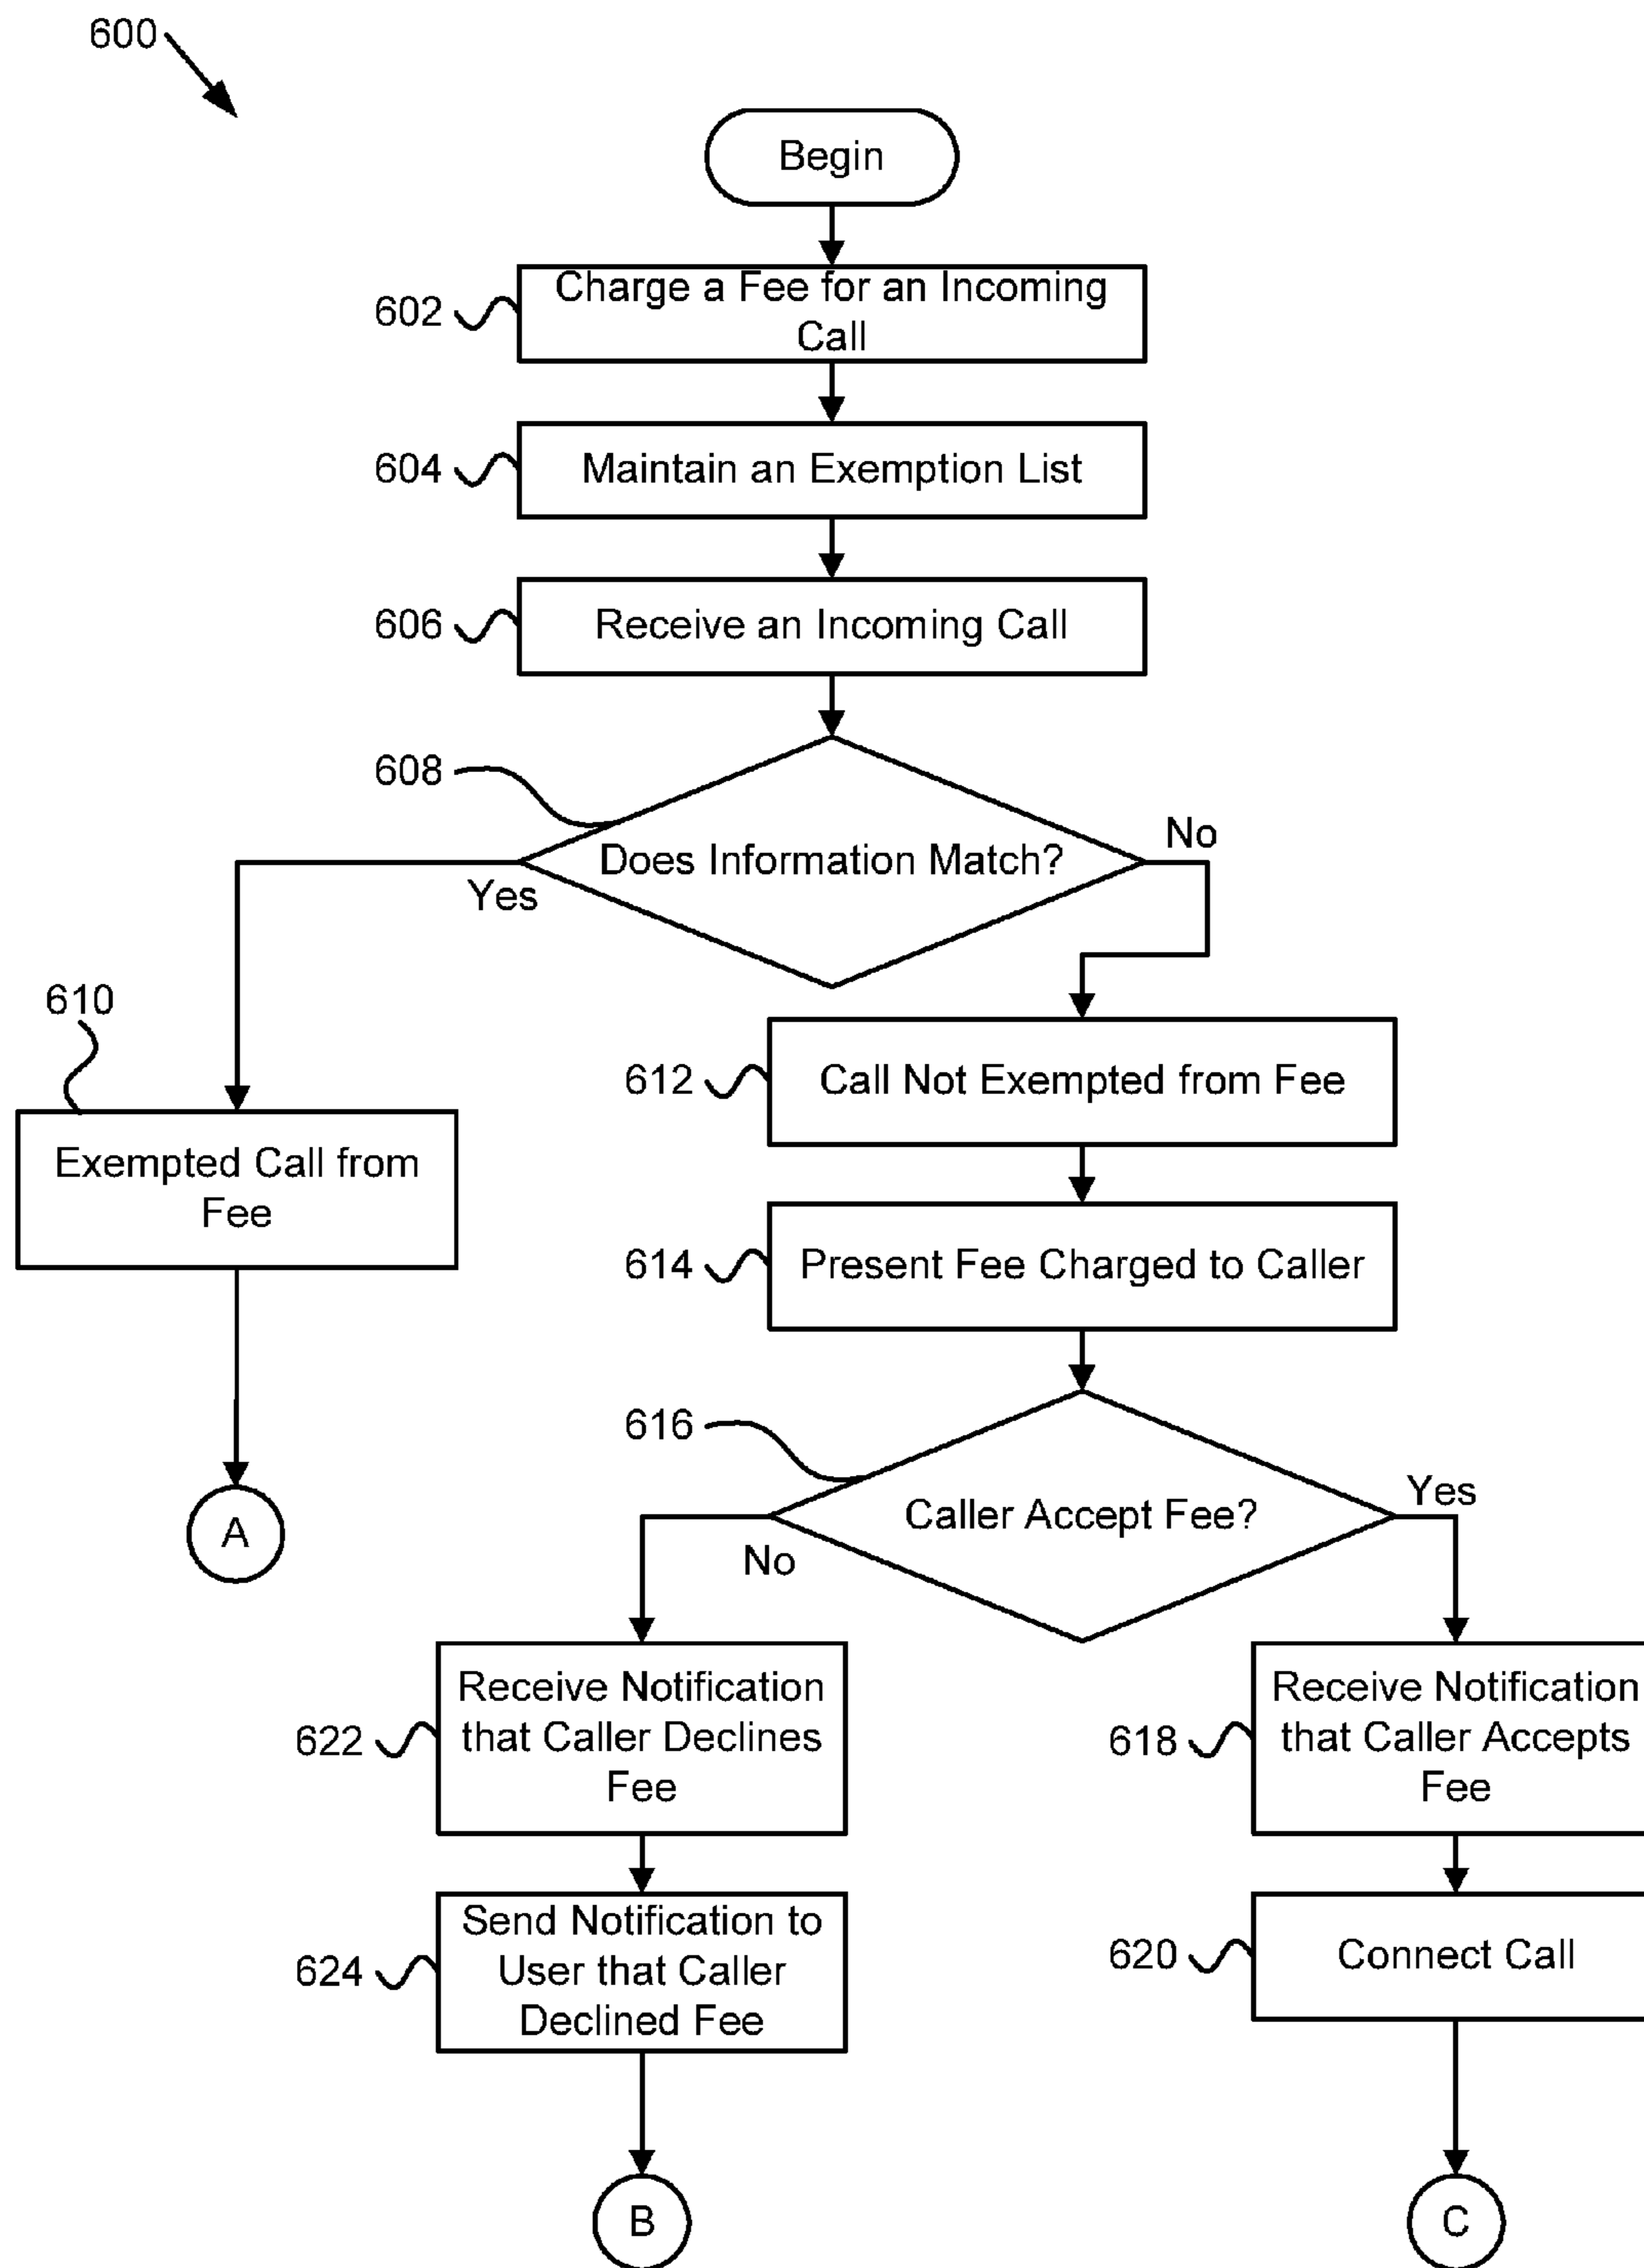 600
Begin
602
Charge a Fee for an Incoming
Call
604
Maintain an Exemption List
606
Receive an Incoming Call
608
Does Information Match?
No
Yes
610
Exempted Call from
Fee
612
Call Not Exempted from Fee
614
Present Fee Charged to Caller
616
Caller Accept Fee?
Yes
No
A
622
Receive Notification
that Caller Declines
Fee
618
Receive Notification
that Caller Accepts
Fee
624
Send Notification to
User that Caller
Declined Fee
620
Connect Call
B
C